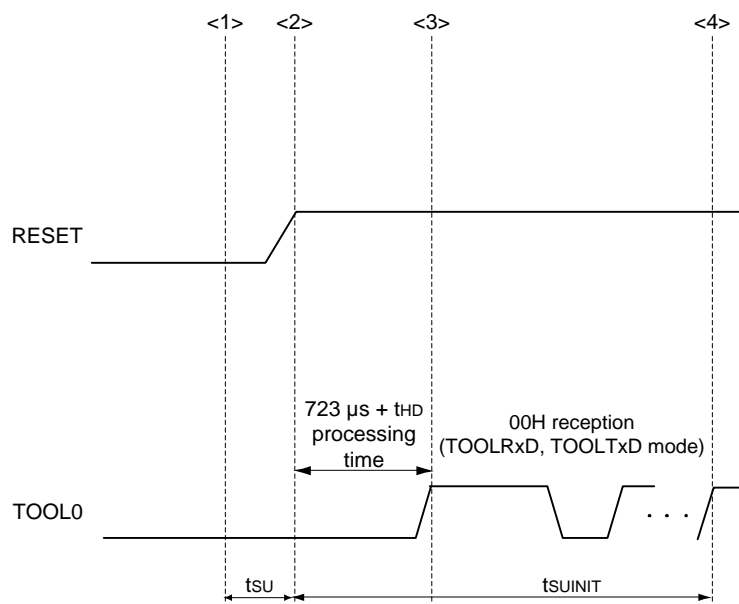 <1> <2> <3> <4>
RESET
723 µs + tHD
processing
time
00H reception
(TOOLRxD, TOOLTxD mode)
TOOL0
. . .
tSU
tSUINIT